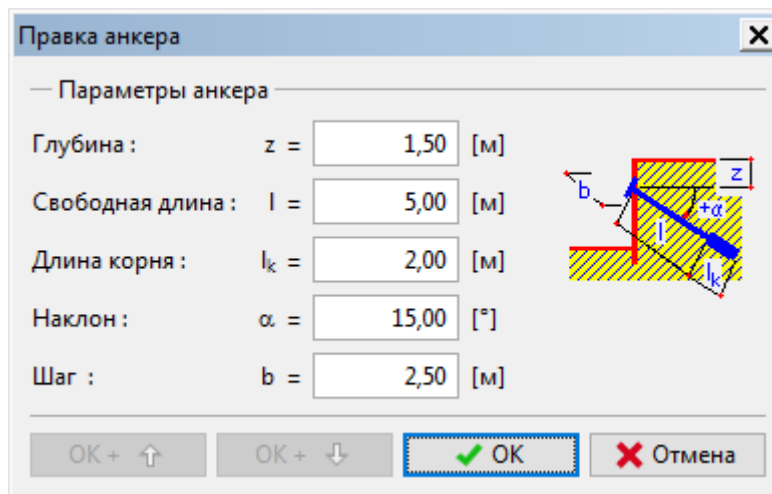 Правка анкера
Параметры анкера
Глубина : z = 1,50 [м]
Свободная длина : l = 5,00 [м]
Длина корня : lk = 2,00 [м]
Наклон : α = 15,00 [°]
Шаг : b = 2,50 [м]
b z
+α
l
lk
OK + OK + OK Отмена